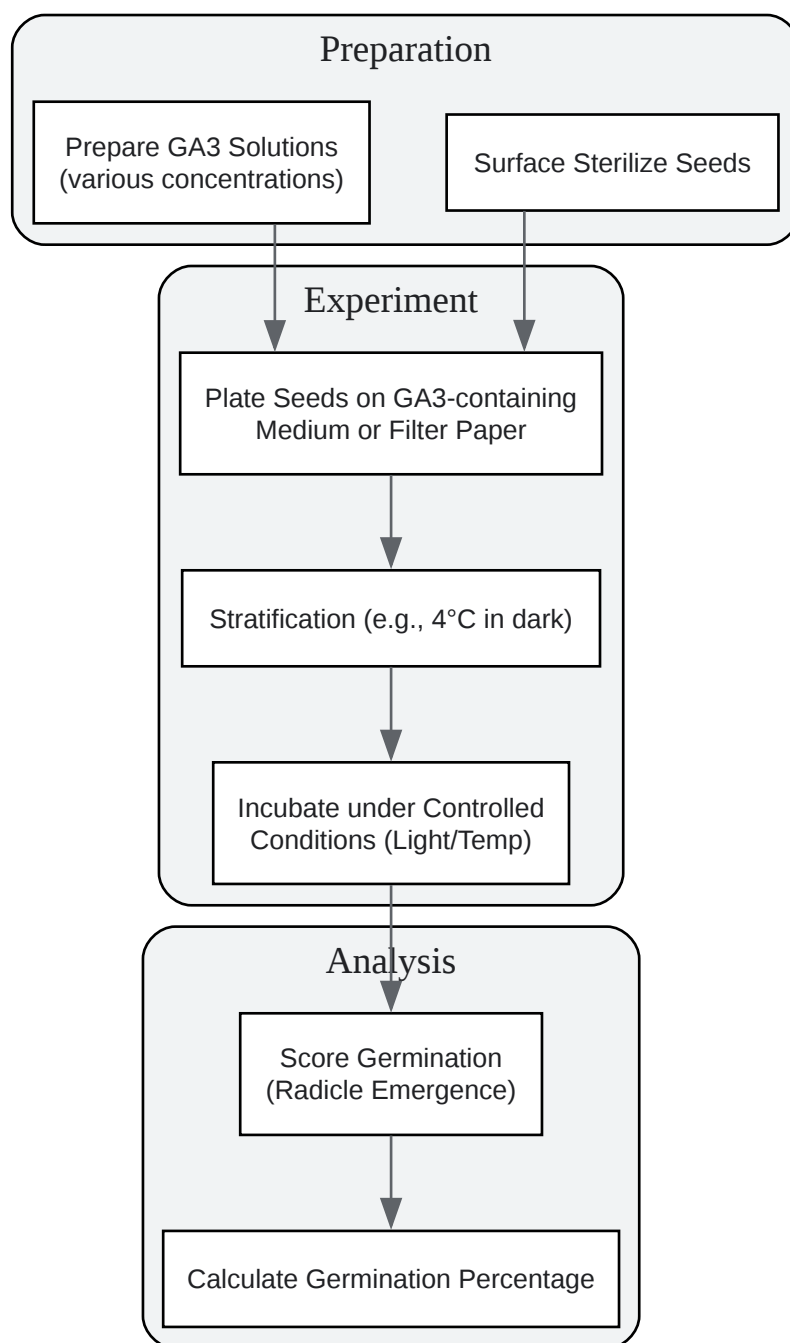 Preparation
Prepare GA3 Solutions
(various concentrations)
Surface Sterilize Seeds
Experiment
Plate Seeds on GA3-containing
Medium or Filter Paper
Stratification (e.g., 4°C in dark)
Incubate under Controlled
Conditions (Light/Temp)
Analysis
Score Germination
(Radicle Emergence)
Calculate Germination Percentage